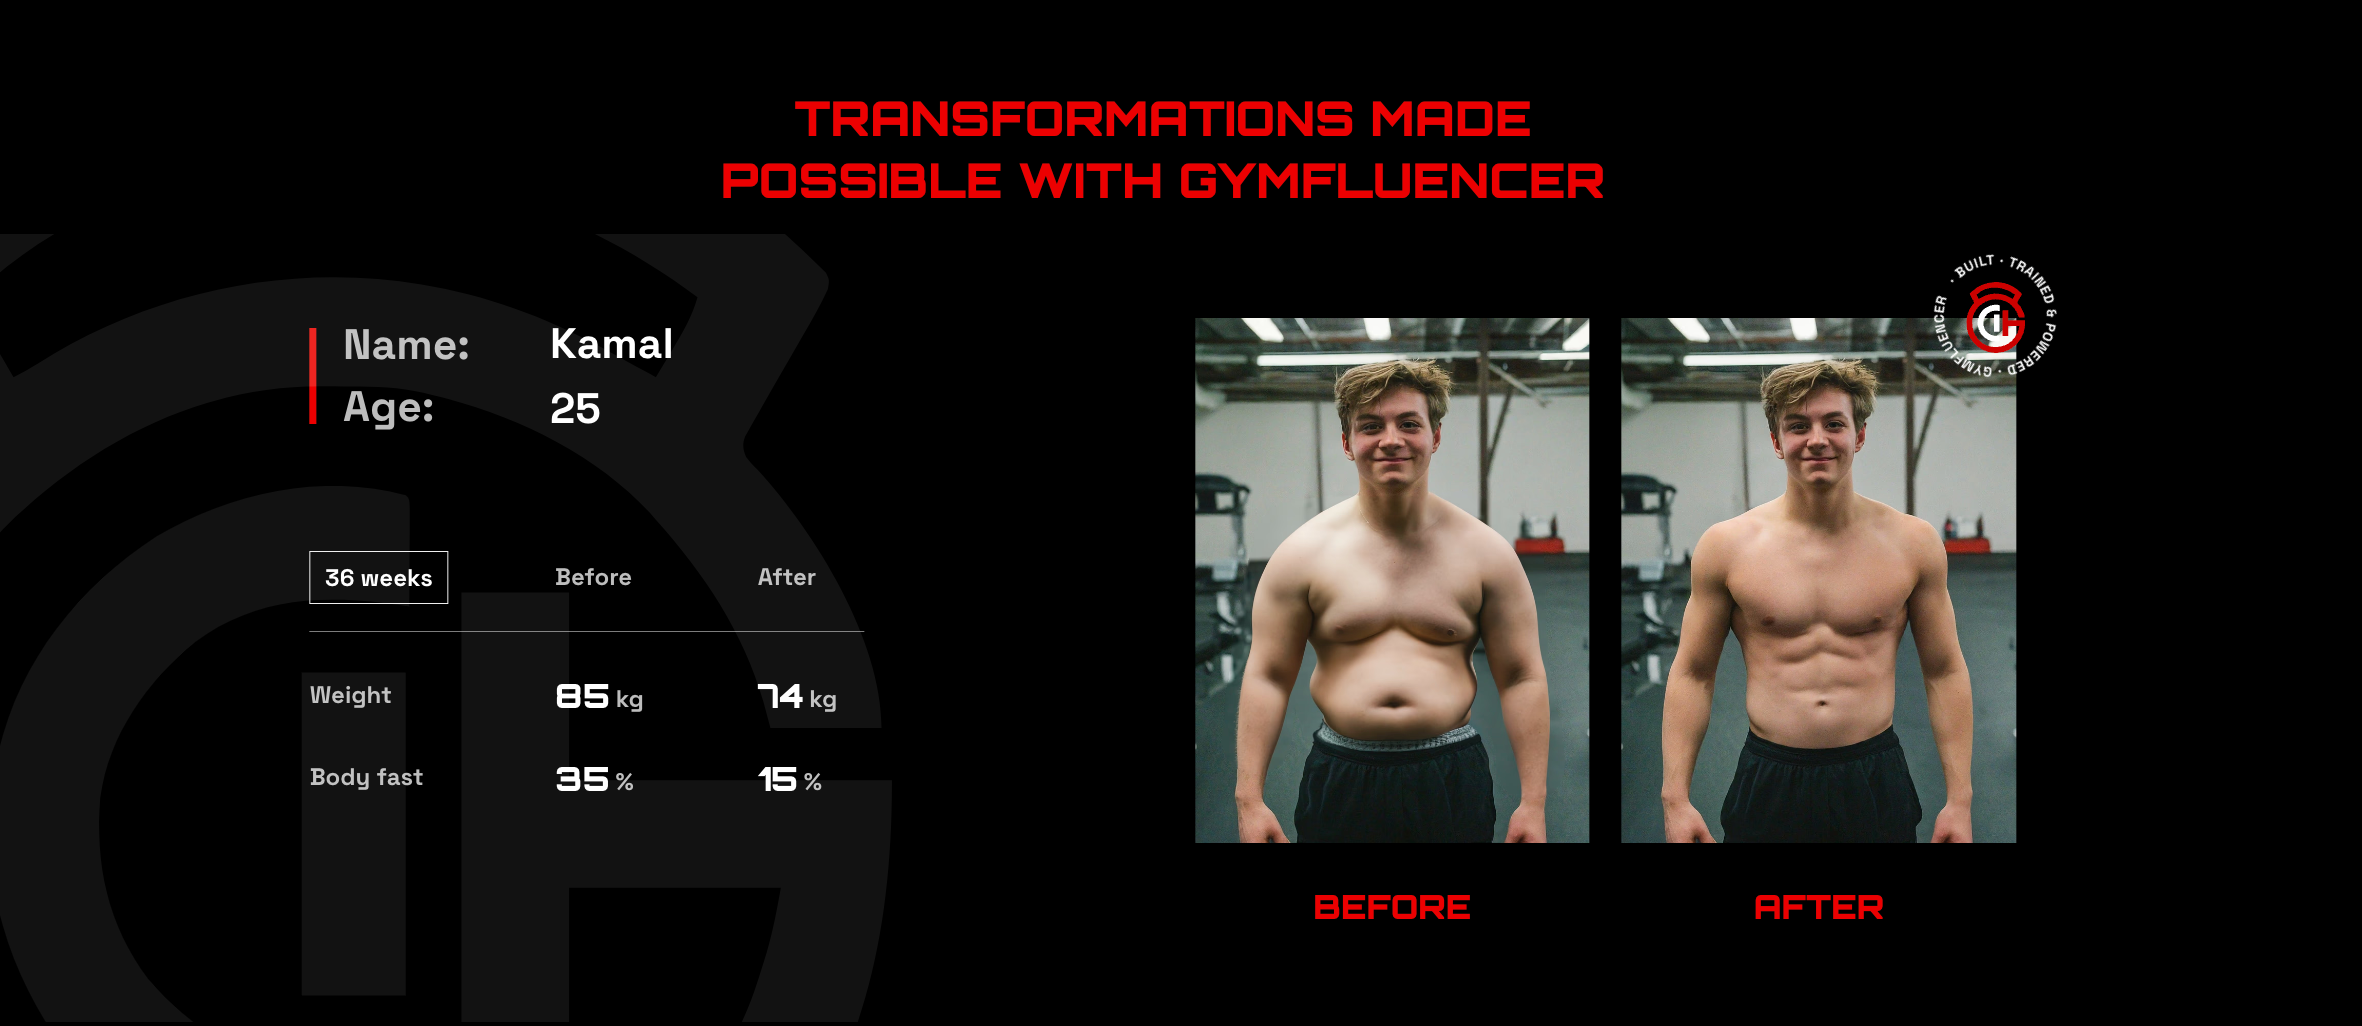 TRANSFORMATIONS MADE
POSSIBLE WITH GYMFLUENCER
Name: Kamal
Age: 25
36 weeks Before After
Weight 85 kg 74 kg
Body fast 35 % 15 %
· BUILT · TRAINED & POWERED · GYMFLUENCER
BEFORE AFTER